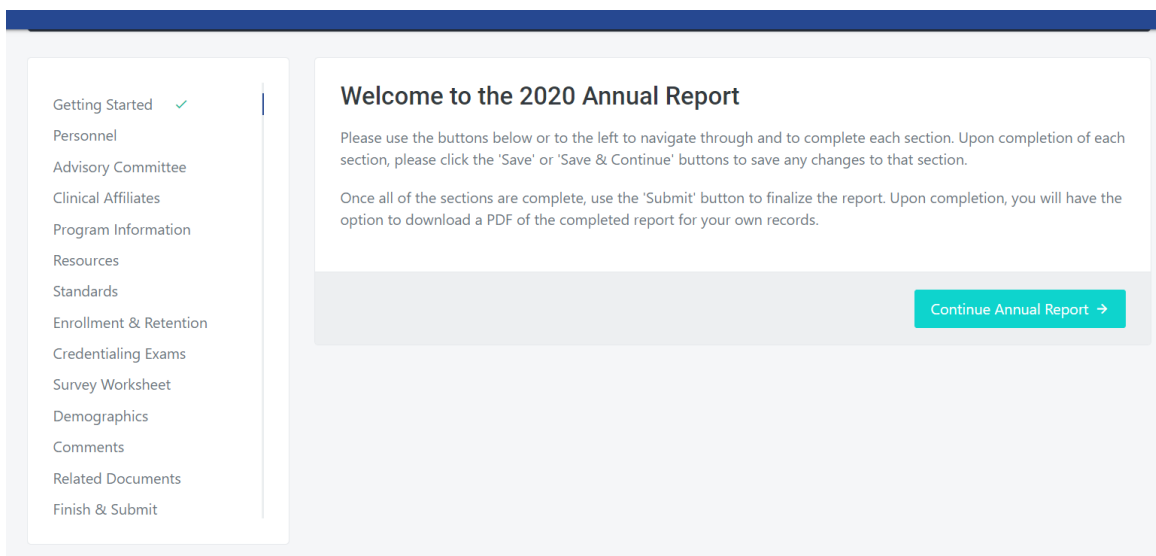 Getting Started
Personnel
Advisory Committee
Clinical Affiliates
Program Information
Resources
Standards
Enrollment & Retention
Credentialing Exams
Survey Worksheet
Demographics
Comments
Related Documents
Finish & Submit
Welcome to the 2020 Annual Report
Please use the buttons below or to the left to navigate through and to complete each section. Upon completion of each
section, please click the 'Save' or 'Save & Continue' buttons to save any changes to that section.
Once all of the sections are complete, use the 'Submit' button to finalize the report. Upon completion, you will have the
option to download a PDF of the completed report for your own records.
Continue Annual Report →